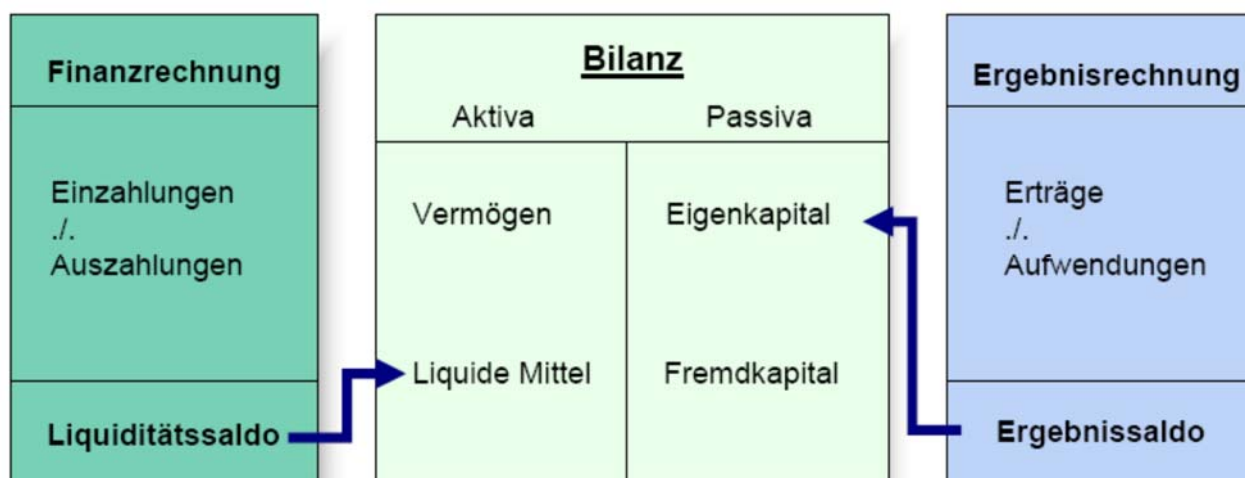 Finanzrechnung
Einzahlungen
./.
Auszahlungen
Liquiditätssaldo
Bilanz
Aktiva Passiva
Vermögen Eigenkapital
Liquide Mittel Fremdkapital
Ergebnisrechnung
Erträge
./.
Aufwendungen
Ergebnissaldo